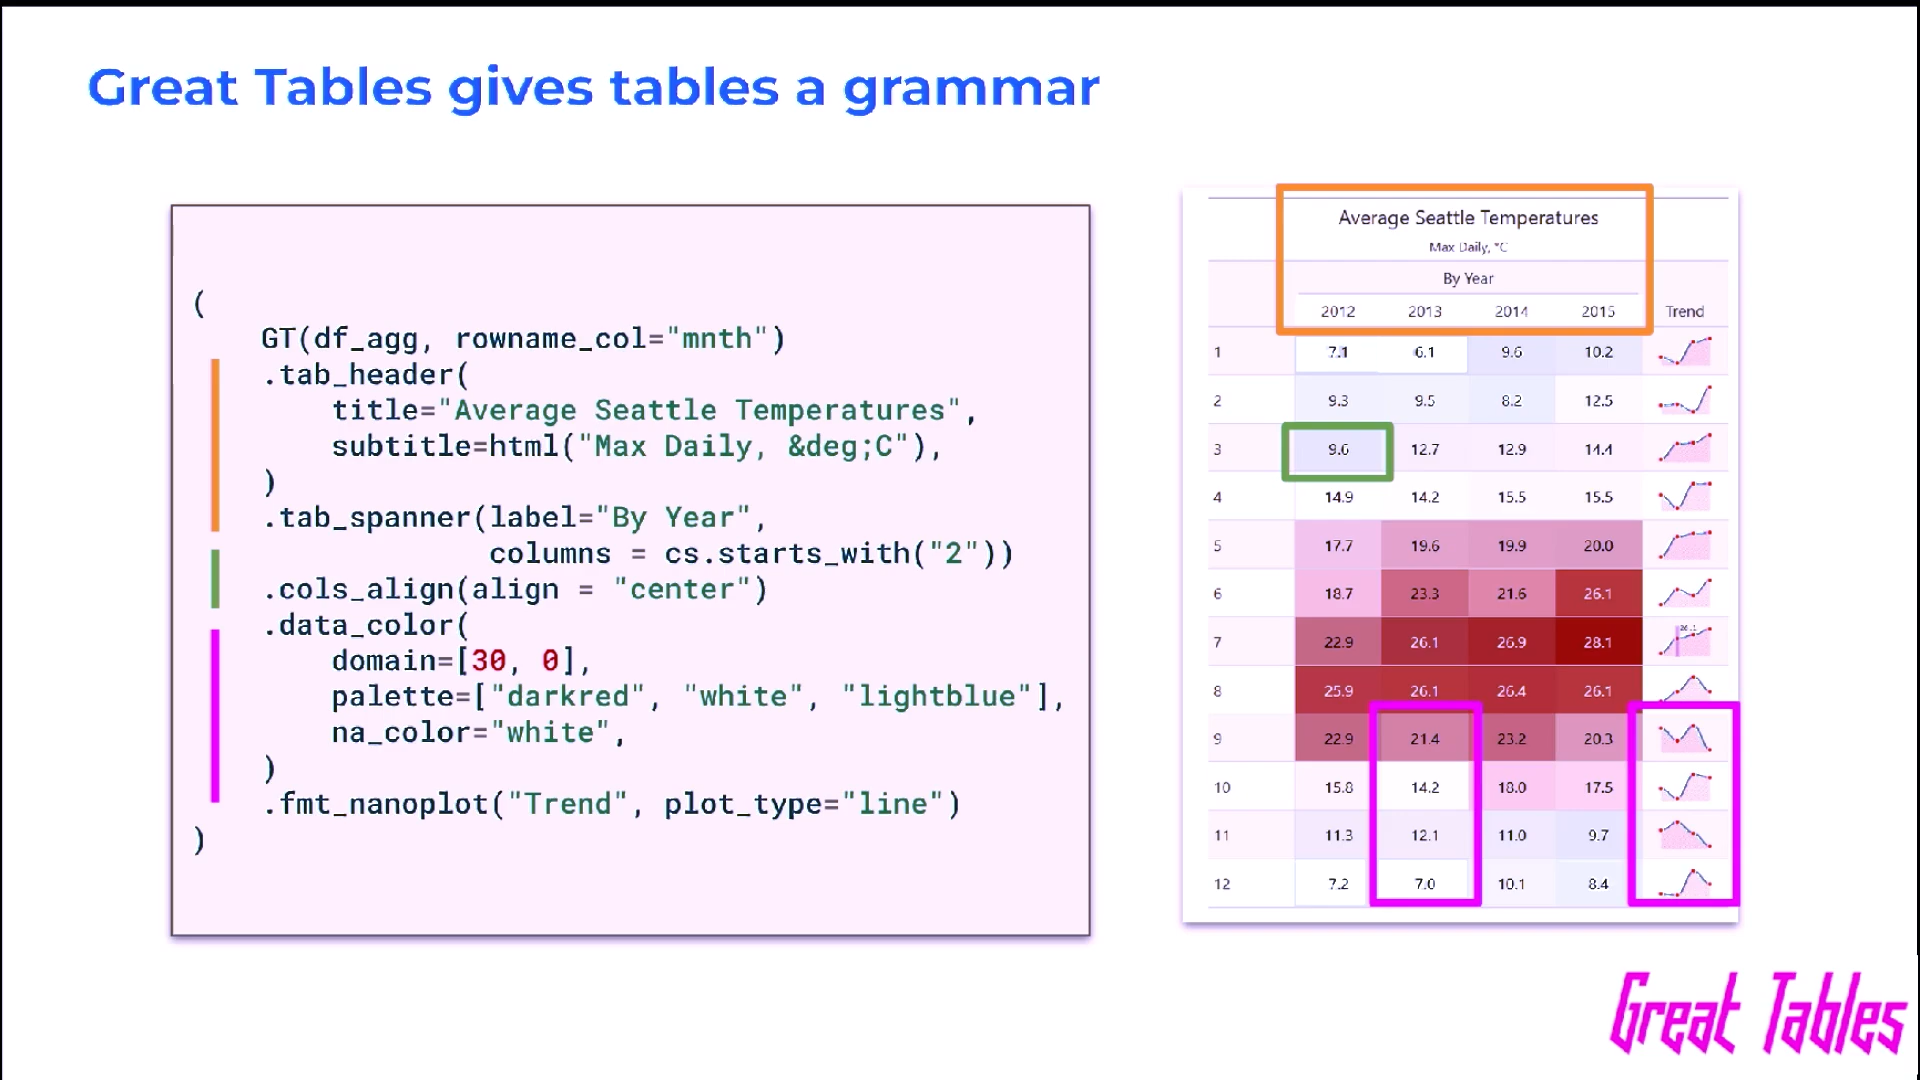 Great Tables gives tables a grammar
(
GT(df_agg, rowname_col="mnth")
.tab_header(
title="Average Seattle Temperatures",
subtitle=html("Max Daily, &deg;C"),
)
.tab_spanner(label="By Year",
columns = cs.starts_with("2"))
.cols_align(align = "center")
.data_color(
domain=[30, 0],
palette=["darkred", "white", "lightblue"],
na_color="white",
)
.fmt_nanoplot("Trend", plot_type="line")
)
Average Seattle Temperatures
Max Daily, °C
By Year
2012 2013 2014 2015 Trend
1 7.1 6.1 9.6 10.2
2 9.3 9.5 8.2 12.5
3 9.6 12.7 12.9 14.4
4 14.9 14.2 15.5 15.5
5 17.7 19.6 19.9 20.0
6 18.7 23.3 21.6 26.1
7 22.9 26.1 26.9 28.1 26.1
8 25.9 26.1 26.4 26.1
9 22.9 21.4 23.2 20.3
10 15.8 14.2 18.0 17.5
11 11.3 12.1 11.0 9.7
12 7.2 7.0 10.1 8.4
Great Tables